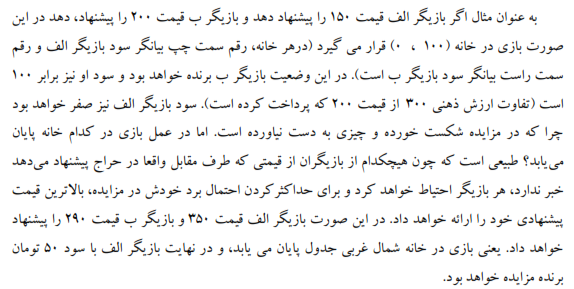 به عنوان مثال اگر بازیگر الف قیمت ۱۵۰ را پیشنهاد دهد و بازیگر ب قیمت ۲۰۰ را پیشنهاد، دهد در این
صورت بازی در خانه (۱۰۰ ، ۰) قرار می گیرد (درهر خانه، رقم سمت چپ بیانگر سود بازیگر الف و رقم
سمت راست بیانگر سود بازیگر ب است). در این وضعیت بازیگر ب برنده خواهد بود و سود او نیز برابر ۱۰۰
است (تفاوت ارزش ذهنی ۳۰۰ از قیمت ۲۰۰ که پرداخت کرده است). سود بازیگر الف نیز صفر خواهد بود
چرا که در مزایده شکست خورده و چیزی به دست نیاورده است. اما در عمل بازی در کدام خانه پایان
می‌یابد؟ طبیعی است که چون هیچکدام از بازیگران از قیمتی که طرف مقابل واقعا در حراج پیشنهاد می‌دهد
خبر ندارد، هر بازیگر احتیاط خواهد کرد و برای حداکثر کردن احتمال برد خودش در مزایده، بالاترین قیمت
پیشنهادی خود را ارائه خواهد داد. در این صورت بازیگر الف قیمت ۳۵۰ و بازیگر ب قیمت ۲۹۰ را پیشنهاد
خواهد داد. یعنی بازی در خانه شمال غربی جدول پایان می یابد، و در نهایت بازیگر الف با سود ۵۰ تومان
برنده مزایده خواهد بود.